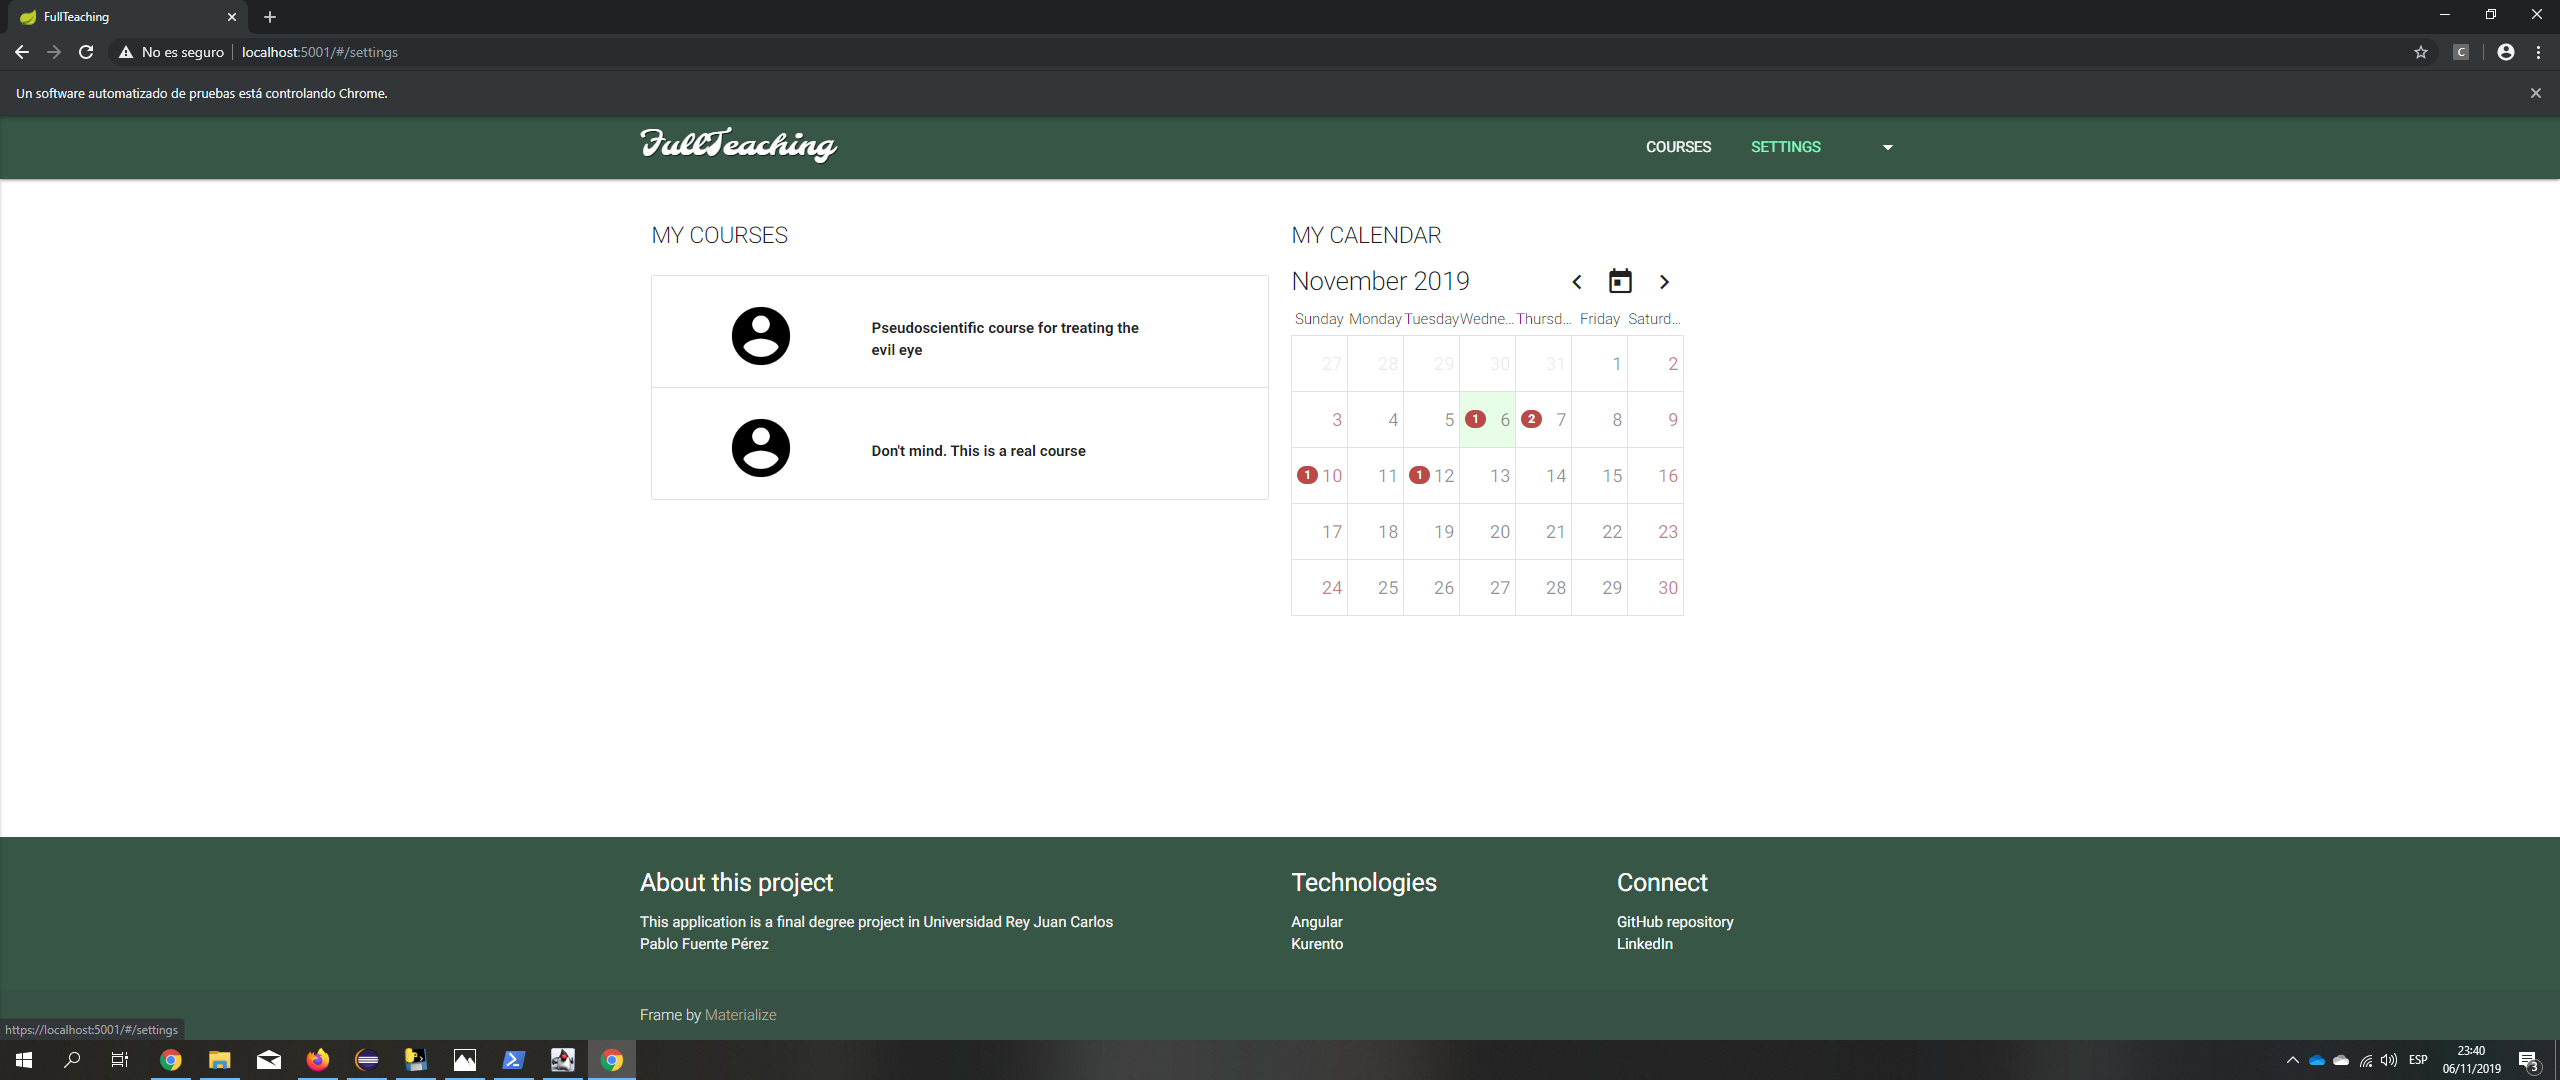 FullTeaching
No es seguro
localhost:5001/#/settings
C
Un software automatizado de pruebas está controlando Chrome.
FullTeaching
COURSES
SETTINGS
MY COURSES
Pseudoscientific course for treating the
evil eye
Don't mind. This is a real course
MY CALENDAR
November 2019
Sunday Monday Tuesday Wedne... Thursd... Friday Saturd...
27 28 29 30 31 1 2
3 4 5 1 6 2 7 8 9
1 10 11 1 12 13 14 15 16
17 18 19 20 21 22 23
24 25 26 27 28 29 30
About this project
This application is a final degree project in Universidad Rey Juan Carlos
Pablo Fuente Pérez
Technologies
Angular
Kurento
Connect
GitHub repository
LinkedIn
Frame by Materialize
https://localhost:5001/#/settings
ESP
23:40
06/11/2019
3